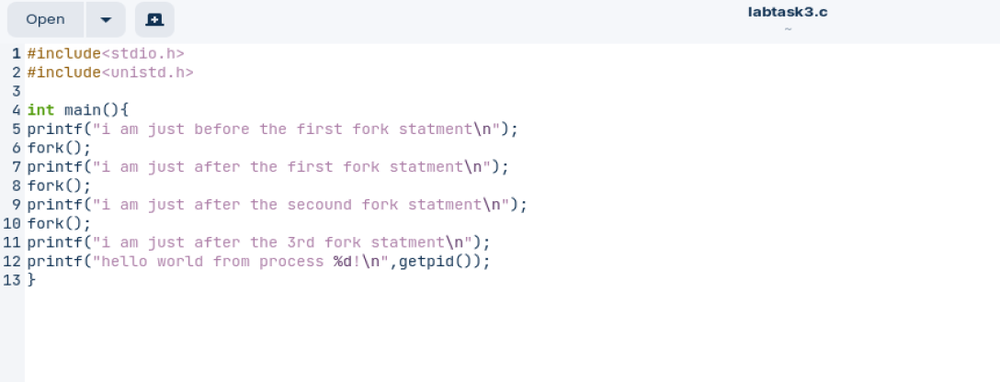 Open
labtask3.c
~
1 #include<stdio.h>
2 #include<unistd.h>
3
4 int main(){
5 printf("i am just before the first fork statment\n");
6 fork();
7 printf("i am just after the first fork statment\n");
8 fork();
9 printf("i am just after the secound fork statment\n");
10 fork();
11 printf("i am just after the 3rd fork statment\n");
12 printf("hello world from process %d!\n",getpid());
13 }